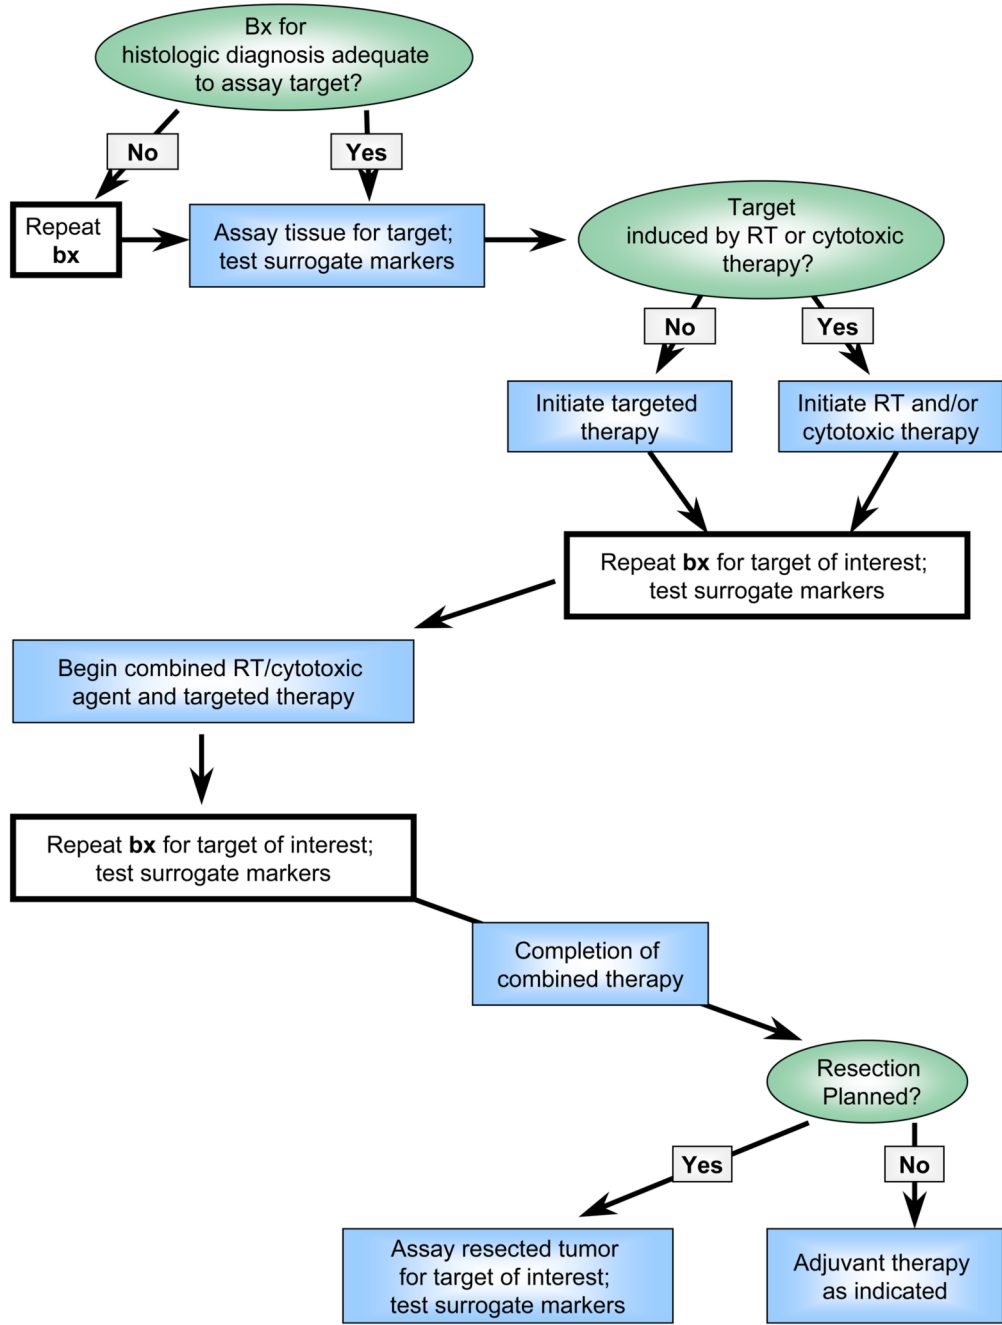 Bx for
histologic diagnosis adequate
to assay target?
No
Yes
Repeat
bx
Assay tissue for target;
test surrogate markers
Target
induced by RT or cytotoxic
therapy?
No
Yes
Initiate targeted
therapy
Initiate RT and/or
cytotoxic therapy
Repeat bx for target of interest;
test surrogate markers
Begin combined RT/cytotoxic
agent and targeted therapy
Repeat bx for target of interest;
test surrogate markers
Completion of
combined therapy
Resection
Planned?
Yes
No
Assay resected tumor
for target of interest;
test surrogate markers
Adjuvant therapy
as indicated